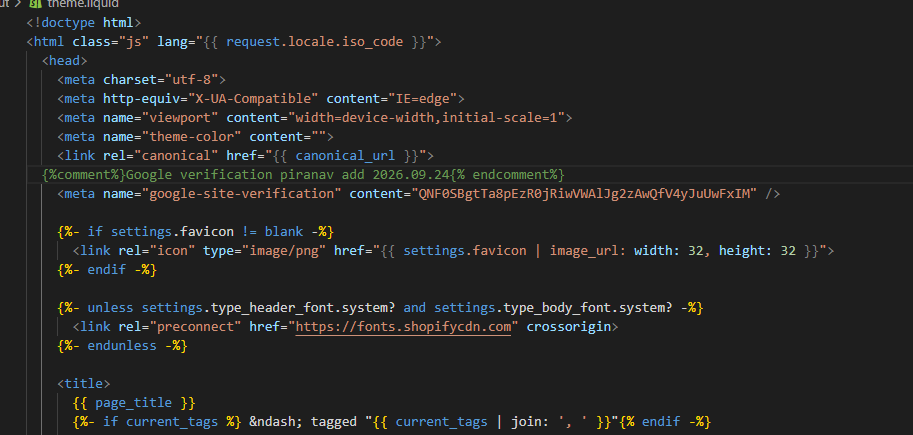 ut > theme.liquid
<!doctype html>
<html class="js" lang="{{ request.locale.iso_code }}">
<head>
<meta charset="utf-8">
<meta http-equiv="X-UA-Compatible" content="IE=edge">
<meta name="viewport" content="width=device-width,initial-scale=1">
<meta name="theme-color" content="">
<link rel="canonical" href="{{ canonical_url }}">
{%comment%}Google verification piranav add 2026.09.24{% endcomment%}
<meta name="google-site-verification" content="QNF0SBgtTa8pEzR0jRiwVWAlJg2zAwQfV4yJuUwFxIM" />
{%- if settings.favicon != blank -%}
<link rel="icon" type="image/png" href="{{ settings.favicon | image_url: width: 32, height: 32 }}">
{%- endif -%}
{%- unless settings.type_header_font.system? and settings.type_body_font.system? -%}
<link rel="preconnect" href="https://fonts.shopifycdn.com" crossorigin>
{%- endunless -%}
<title>
{{ page_title }}
{%- if current_tags %} &ndash; tagged "{{ current_tags | join: ', ' }}"{% endif -%}